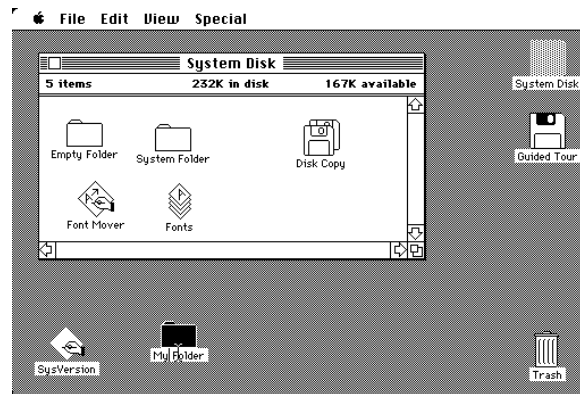 File Edit View Special
System Disk
5 items 232K in disk 167K available
System Disk
Empty Folder System Folder Disk Copy
Guided Tour
Font Mover Fonts
SysVersion My Folder
Trash